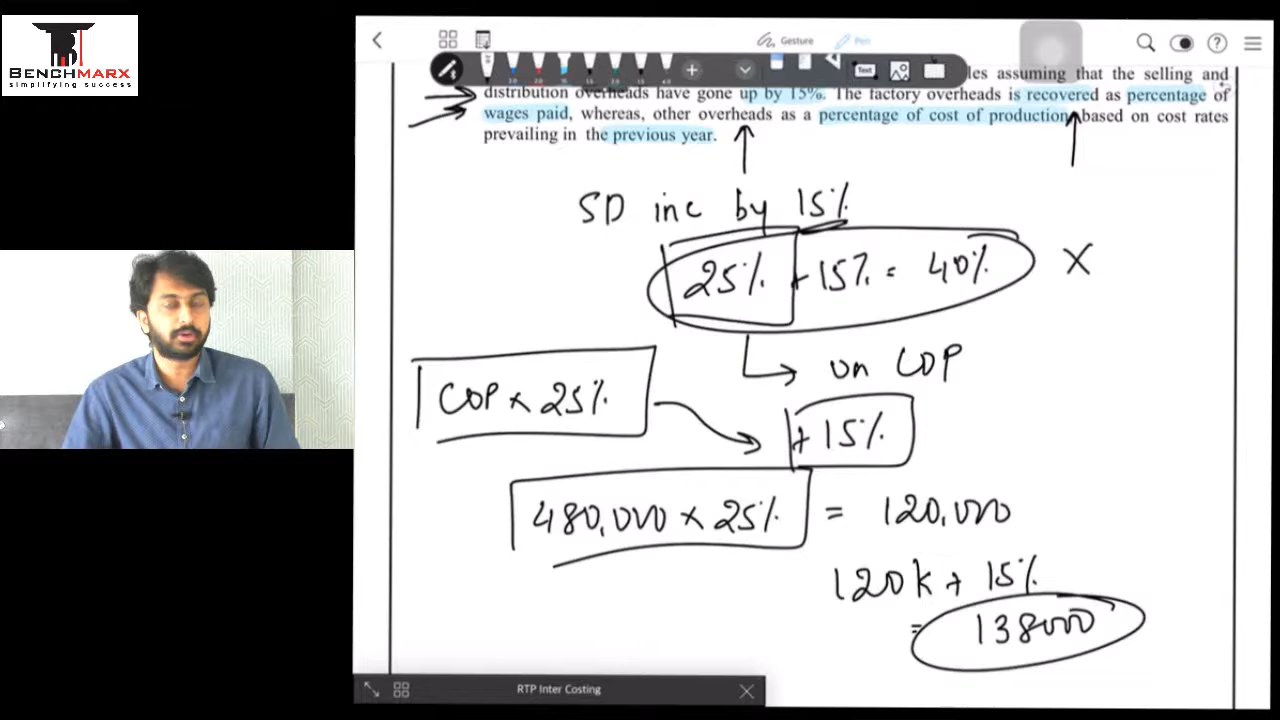 BENCHMARX
simplifying success
Gesture
Pen
Text
les assuming that the selling and
distribution overheads have gone up by 15%. The factory overheads is recovered as percentage of
wages paid, whereas, other overheads as a percentage of cost of production based on cost rates
prevailing in the previous year.
SD inc by 15%
25% + 15% = 40% X
on COP
COP x 25%
+ 15%
480,000 x 25% = 120,000
120k + 15%
= 138000
RTP Inter Costing